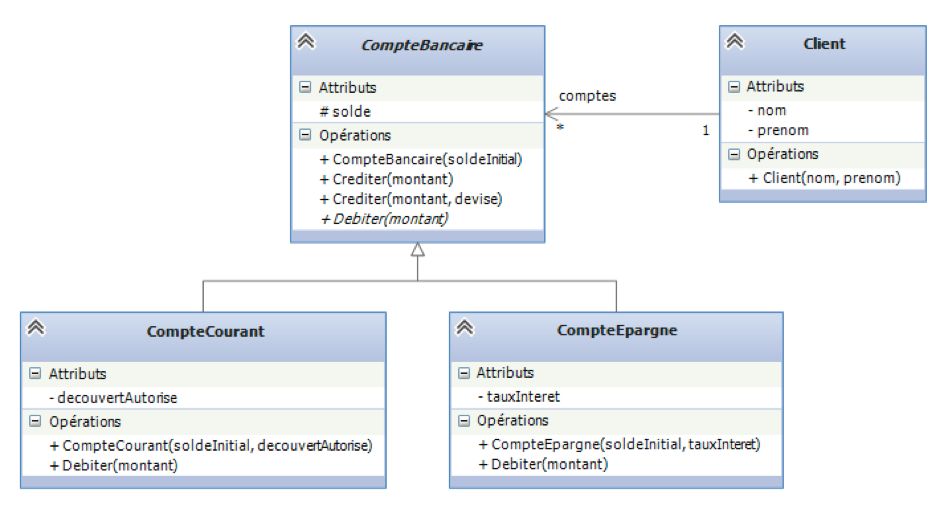 CompteBancaire
Attributs
# solde
Opérations
+ CompteBancaire(soldeInitial)
+ Crediter(montant)
+ Crediter(montant, devise)
+ Debiter(montant)
comptes
*
1
Client
Attributs
- nom
- prenom
Opérations
+ Client(nom, prenom)
CompteCourant
Attributs
- decouvertAutorise
Opérations
+ CompteCourant(soldeInitial, decouvertAutorise)
+ Debiter(montant)
CompteEpargne
Attributs
- tauxInteret
Opérations
+ CompteEpargne(soldeInitial, tauxInteret)
+ Debiter(montant)